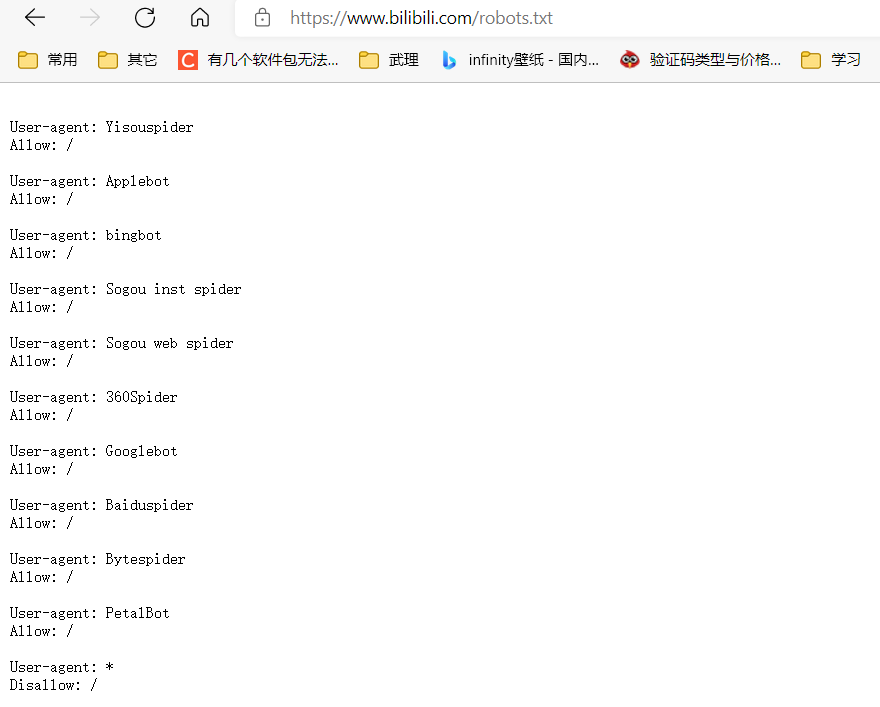 https://www.bilibili.com/robots.txt
常用 其它 C 有几个软件包无法... 武理 infinity壁纸 - 国内... 验证码类型与价格... 学习
User-agent: Yisouspider
Allow: /
User-agent: Applebot
Allow: /
User-agent: bingbot
Allow: /
User-agent: Sogou inst spider
Allow: /
User-agent: Sogou web spider
Allow: /
User-agent: 360Spider
Allow: /
User-agent: Googlebot
Allow: /
User-agent: Baiduspider
Allow: /
User-agent: Bytespider
Allow: /
User-agent: PetalBot
Allow: /
User-agent: *
Disallow: /